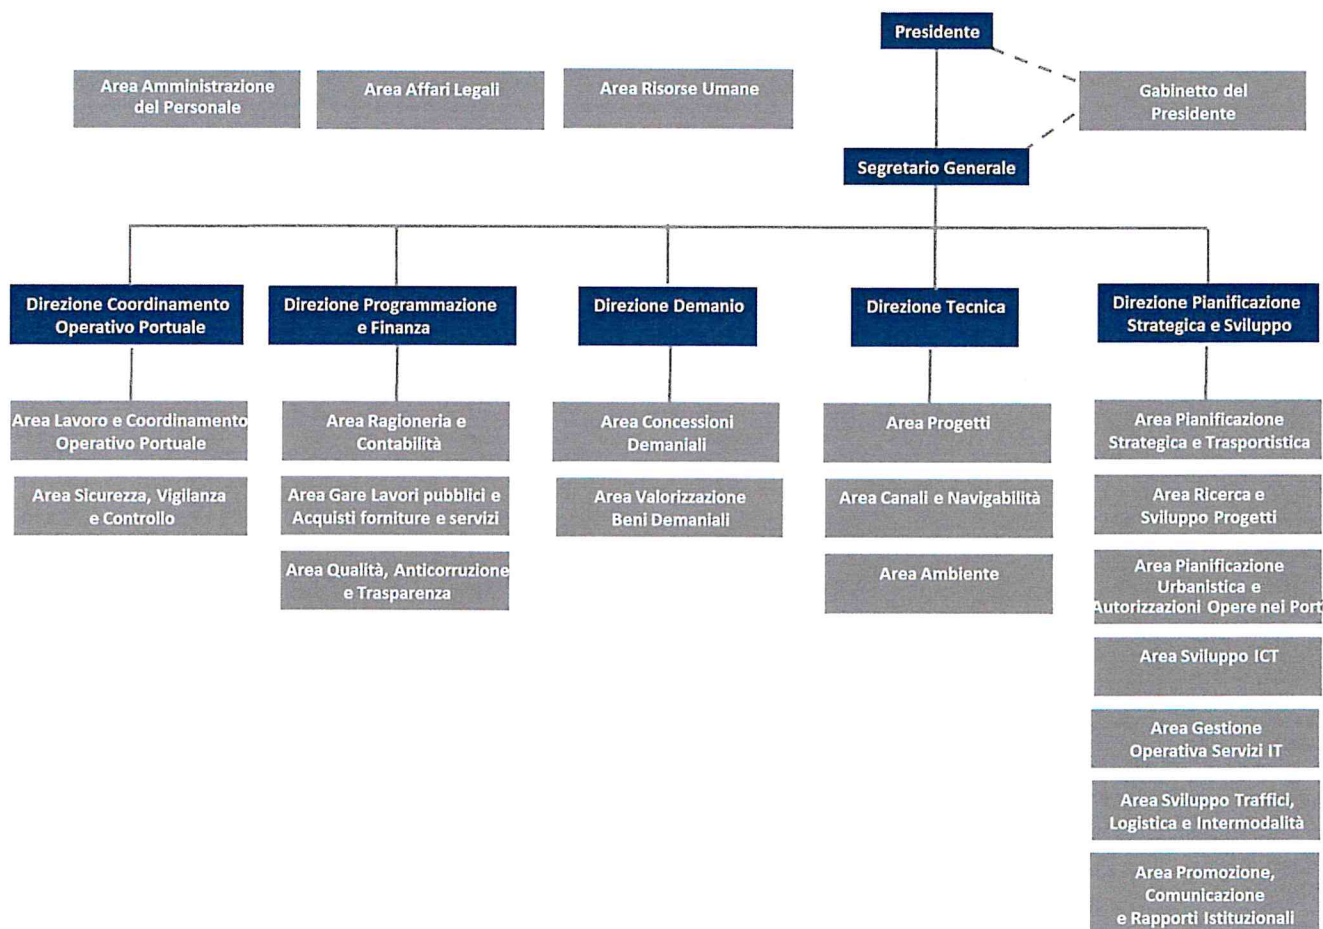 Presidente
Area Amministrazione
del Personale
Area Affari Legali
Area Risorse Umane
Gabinetto del
Presidente
Segretario Generale
Direzione Coordinamento
Operativo Portuale
Direzione Programmazione
e Finanza
Direzione Demanio
Direzione Tecnica
Direzione Pianificazione
Strategica e Sviluppo
Area Lavoro e Coordinamento
Operativo Portuale
Area Sicurezza, Vigilanza
e Controllo
Area Ragioneria e
Contabilità
Area Gare Lavori pubblici e
Acquisti forniture e servizi
Area Qualità, Anticorruzione
e Trasparenza
Area Concessioni
Demaniali
Area Valorizzazione
Beni Demaniali
Area Progetti
Area Canali e Navigabilità
Area Ambiente
Area Pianificazione
Strategica e Trasportistica
Area Ricerca e
Sviluppo Progetti
Area Pianificazione
Urbanistica e
Autorizzazioni Opere nei Port
Area Sviluppo ICT
Area Gestione
Operativa Servizi IT
Area Sviluppo Traffici,
Logistica e Intermodalità
Area Promozione,
Comunicazione
e Rapporti Istituzionali